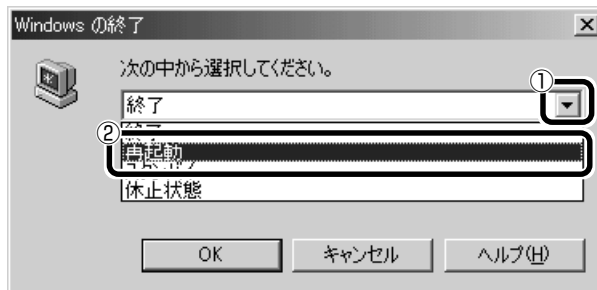 Windows の終了
次の中から選択してください。
①
終了
②
再起動
休止状態
OK
キャンセル
ヘルプ(H)